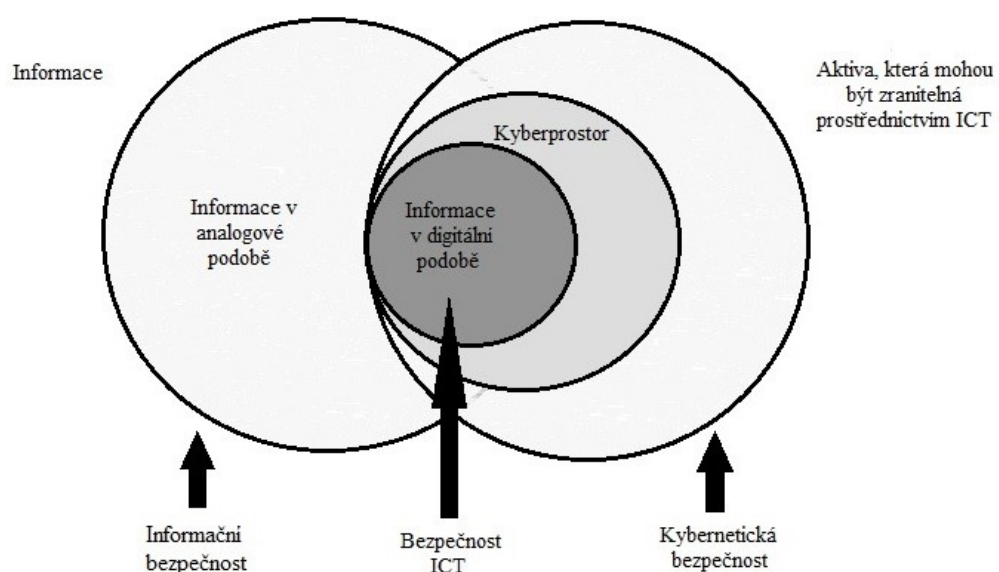 Informace
Aktiva, která mohou
být zranitelná
prostřednictvím ICT
Kyberprostor
Informace v
analogové
podobě
Informace
v digitální
podobě
Informační
bezpečnost
Bezpečnost
ICT
Kybernetická
bezpečnost